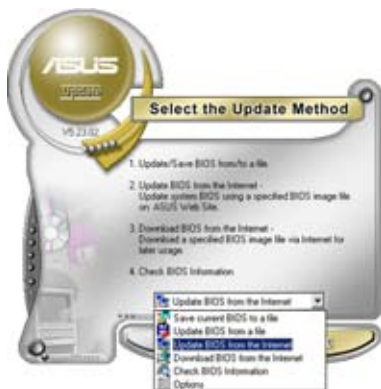 ASUS
Update
V5.23.02
Select the Update Method
1. Update/Save BIOS from/to a file
2. Update BIOS from the Internet -
Update system BIOS using a specified BIOS image file
on ASUS Web Site.
3. Download BIOS from the Internet -
Download a specified BIOS image file via Internet for
later usage.
4. Check BIOS Information
Update BIOS from the Internet
Save current BIOS to a file
Update BIOS from a file
Update BIOS from the Internet
Download BIOS from the Internet
Check BIOS Information
Options